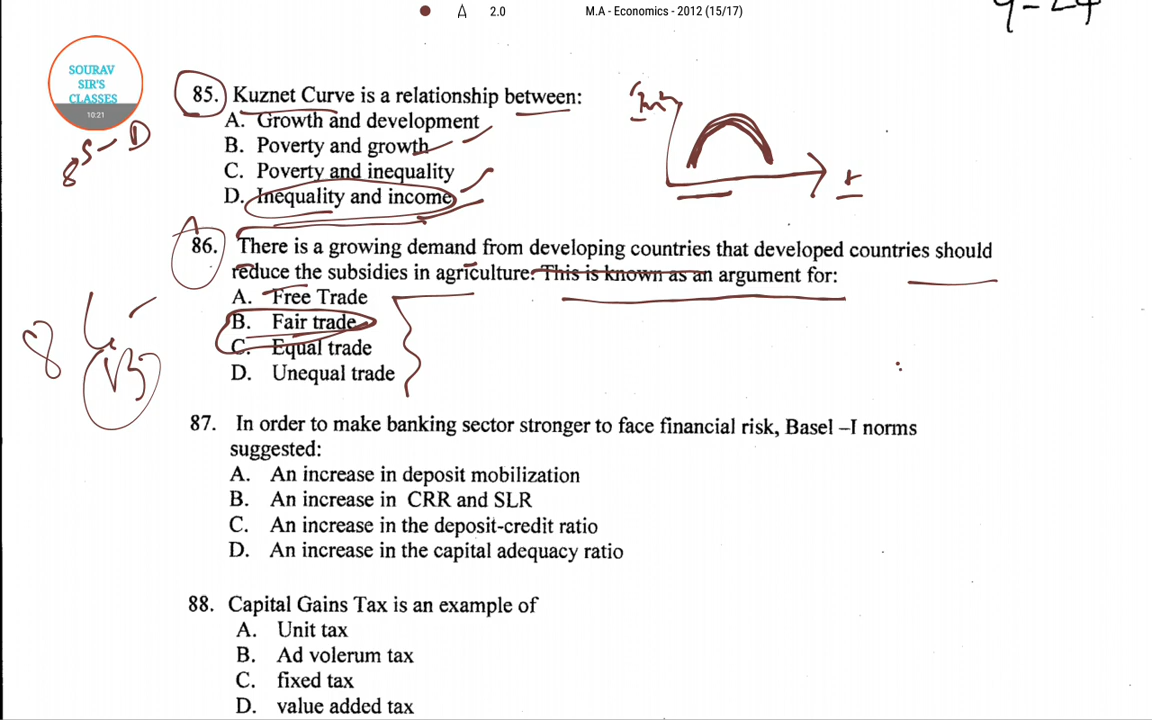 A 2.0 M.A - Economics - 2012 (15/17)
9-24
SOURAV
SIR'S
CLASSES
10:21
85. Kuznet Curve is a relationship between:
A. Growth and development
B. Poverty and growth
C. Poverty and inequality
D. Inequality and income
85-D
86. There is a growing demand from developing countries that developed countries should
reduce the subsidies in agriculture. This is known as an argument for:
A. Free Trade
B. Fair trade
C. Equal trade
D. Unequal trade
87. In order to make banking sector stronger to face financial risk, Basel –I norms
suggested:
A. An increase in deposit mobilization
B. An increase in CRR and SLR
C. An increase in the deposit-credit ratio
D. An increase in the capital adequacy ratio
88. Capital Gains Tax is an example of
A. Unit tax
B. Ad volerum tax
C. fixed tax
D. value added tax